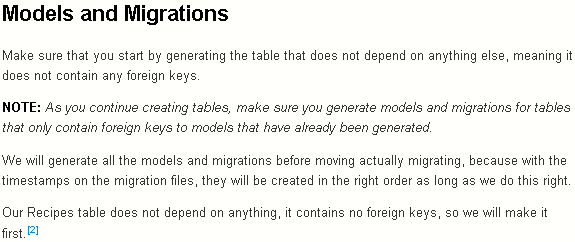 Models and Migrations
Make sure that you start by generating the table that does not depend on anything else, meaning it
does not contain any foreign keys.
NOTE: As you continue creating tables, make sure you generate models and migrations for tables
that only contain foreign keys to models that have already been generated.
We will generate all the models and migrations before moving actually migrating, because with the
timestamps on the migration files, they will be created in the right order as long as we do this right.
Our Recipes table does not depend on anything, it contains no foreign keys, so we will make it
first.[2]